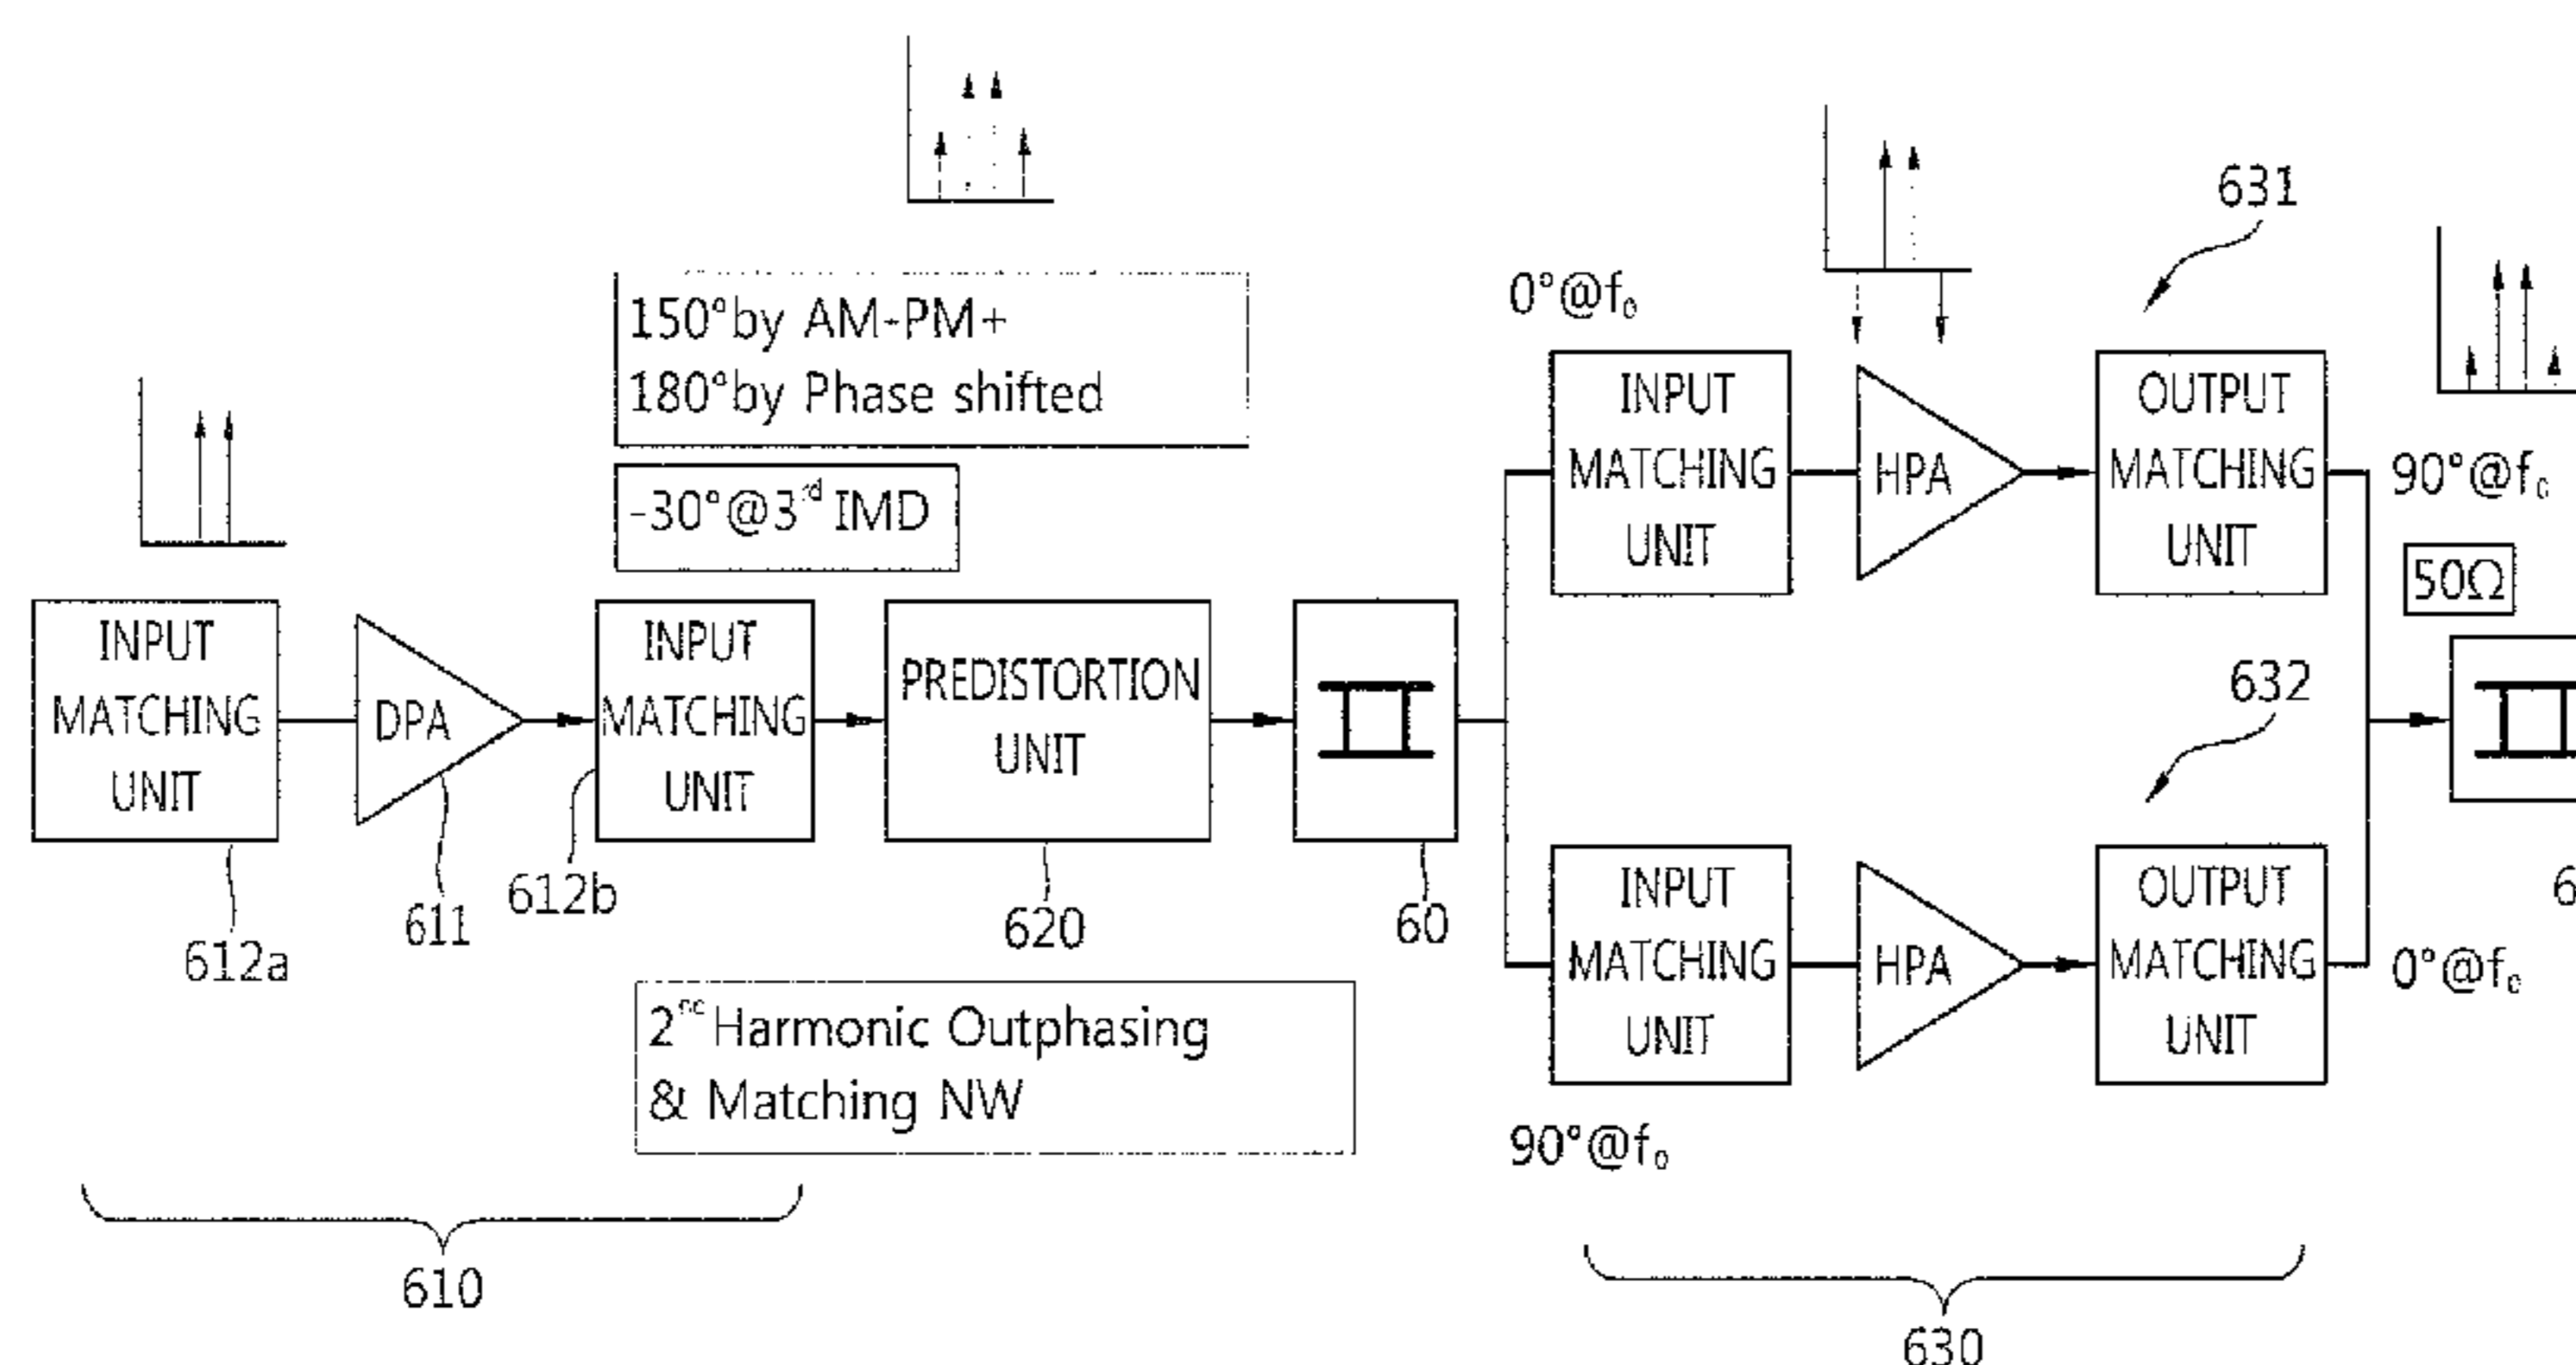 631
0°@f₀
150°by AM-PM+
180°by Phase shifted
-30°@3rd IMD
INPUT
MATCHING
UNIT
HPA
OUTPUT
MATCHING
UNIT
90°@f₀
50Ω
INPUT
MATCHING
UNIT
DPA
INPUT
MATCHING
UNIT
PREDISTORTION
UNIT
632
612a
611
612b
620
60
INPUT
MATCHING
UNIT
HPA
OUTPUT
MATCHING
UNIT
0°@f₀
90°@f₀
2nd Harmonic Outphasing
& Matching NW
610
630